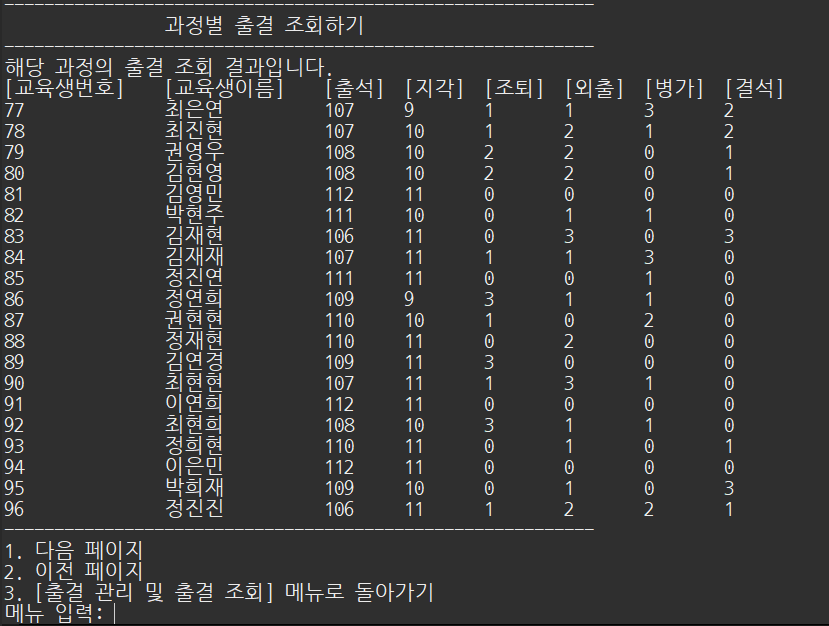 ------------------------------------------------------------
과정별 출결 조회하기
------------------------------------------------------------
해당 과정의 출결 조회 결과입니다.
[교육생번호] [교육생이름] [출석] [지각] [조퇴] [외출] [병가] [결석]
77 최은연 107 9 1 1 3 2
78 최진현 107 10 1 2 1 2
79 권영우 108 10 2 2 0 1
80 김현영 108 10 2 2 0 1
81 김영민 112 11 0 0 0 0
82 박현주 111 10 0 1 1 0
83 김재현 106 11 0 3 0 3
84 김재재 107 11 1 1 3 0
85 정진연 111 11 0 0 1 0
86 정연희 109 9 3 1 1 0
87 권현현 110 10 1 0 2 0
88 정재현 110 11 0 2 0 0
89 김연경 109 11 3 0 0 0
90 최현현 107 11 1 3 1 0
91 이연희 112 11 0 0 0 0
92 최현희 108 10 3 1 1 0
93 정희현 110 11 0 1 0 1
94 이은민 112 11 0 0 0 0
95 박희재 109 10 0 1 0 3
96 정진진 106 11 1 2 2 1
------------------------------------------------------------
1. 다음 페이지
2. 이전 페이지
3. [출결 관리 및 출결 조회] 메뉴로 돌아가기
메뉴 입력: